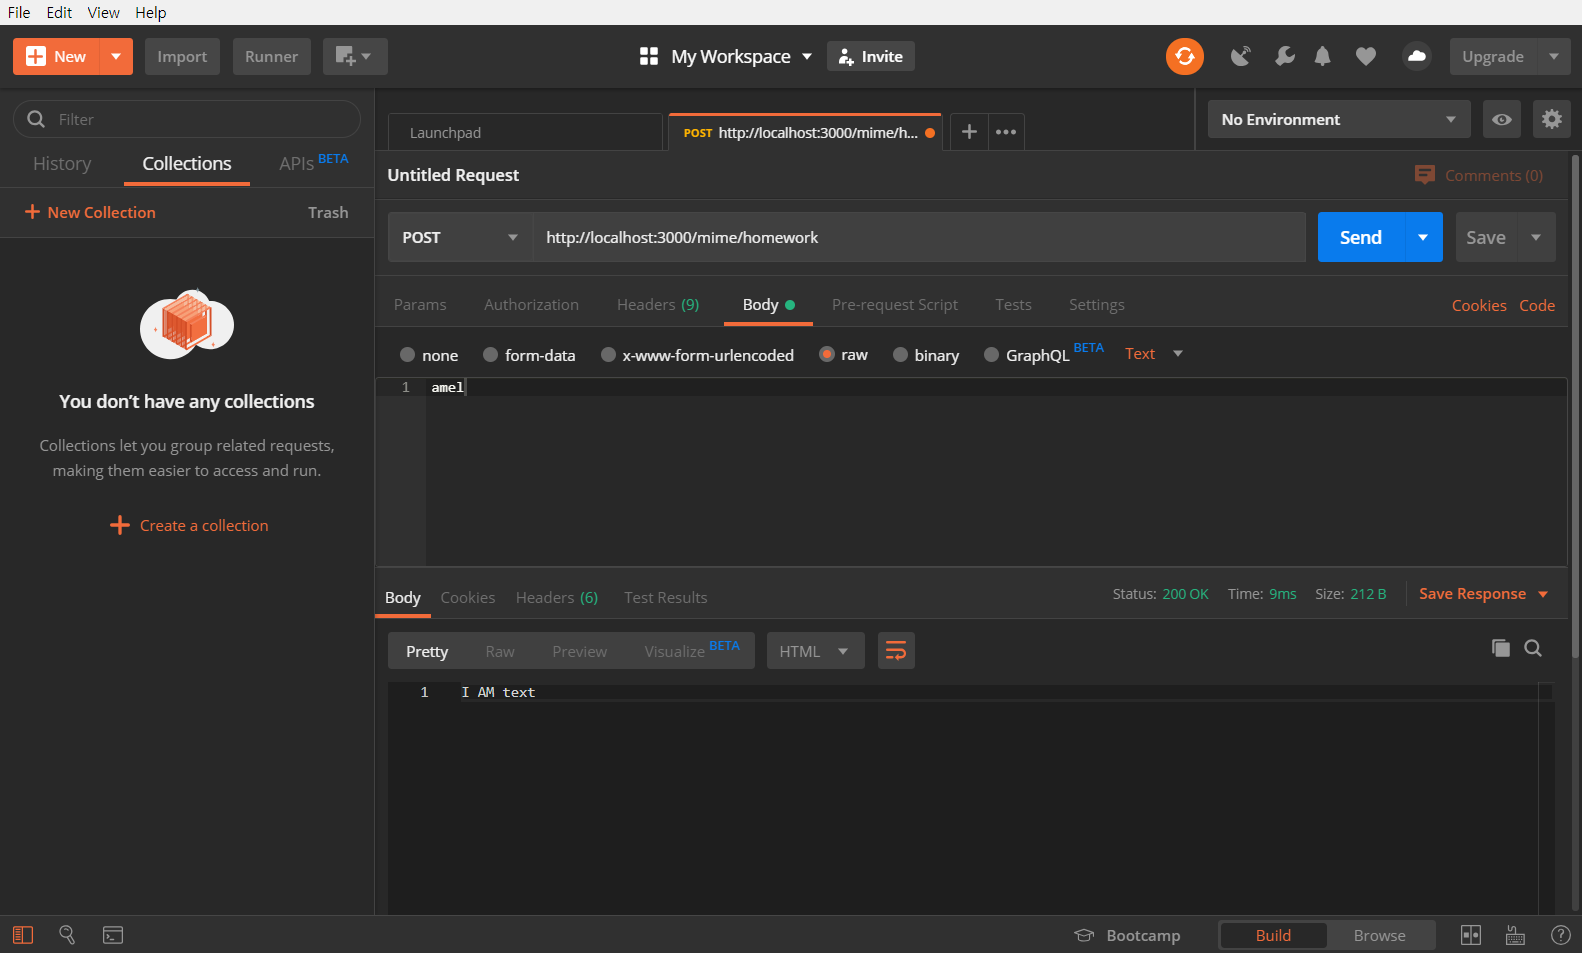 File Edit View Help
New Import Runner My Workspace Invite Upgrade
Filter
History Collections APIs BETA
New Collection Trash
You don’t have any collections
Collections let you group related requests,
making them easier to access and run.
Create a collection
Launchpad POST http://localhost:3000/mime/h... No Environment
Untitled Request Comments (0)
POST http://localhost:3000/mime/homework Send Save
Params Authorization Headers (9) Body Pre-request Script Tests Settings Cookies Code
none form-data x-www-form-urlencoded raw binary GraphQL BETA Text
1 amel
Body Cookies Headers (6) Test Results Status: 200 OK Time: 9ms Size: 212 B Save Response
Pretty Raw Preview Visualize BETA HTML
1 I AM text
Bootcamp Build Browse